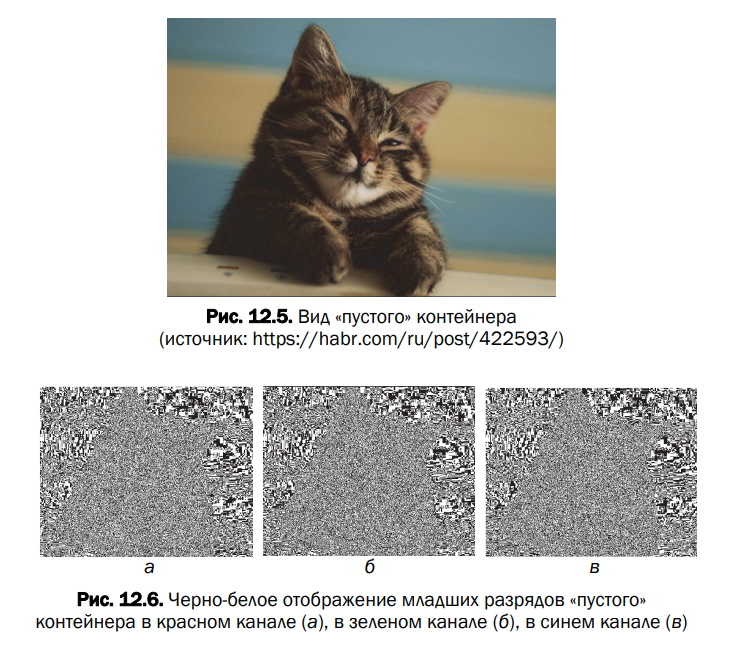 Рис. 12.5. Вид «пустого» контейнера
(источник: https://habr.com/ru/post/422593/)
а
б
в
Рис. 12.6. Черно-белое отображение младших разрядов «пустого»
контейнера в красном канале (а), в зеленом канале (б), в синем канале (в)